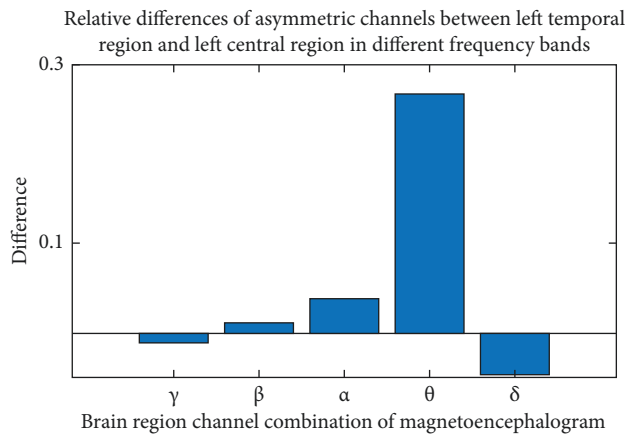 Relative differences of asymmetric channels between left temporal
region and left central region in different frequency bands
0.3
0.1
Difference
γ β α θ δ
Brain region channel combination of magnetoencephalogram